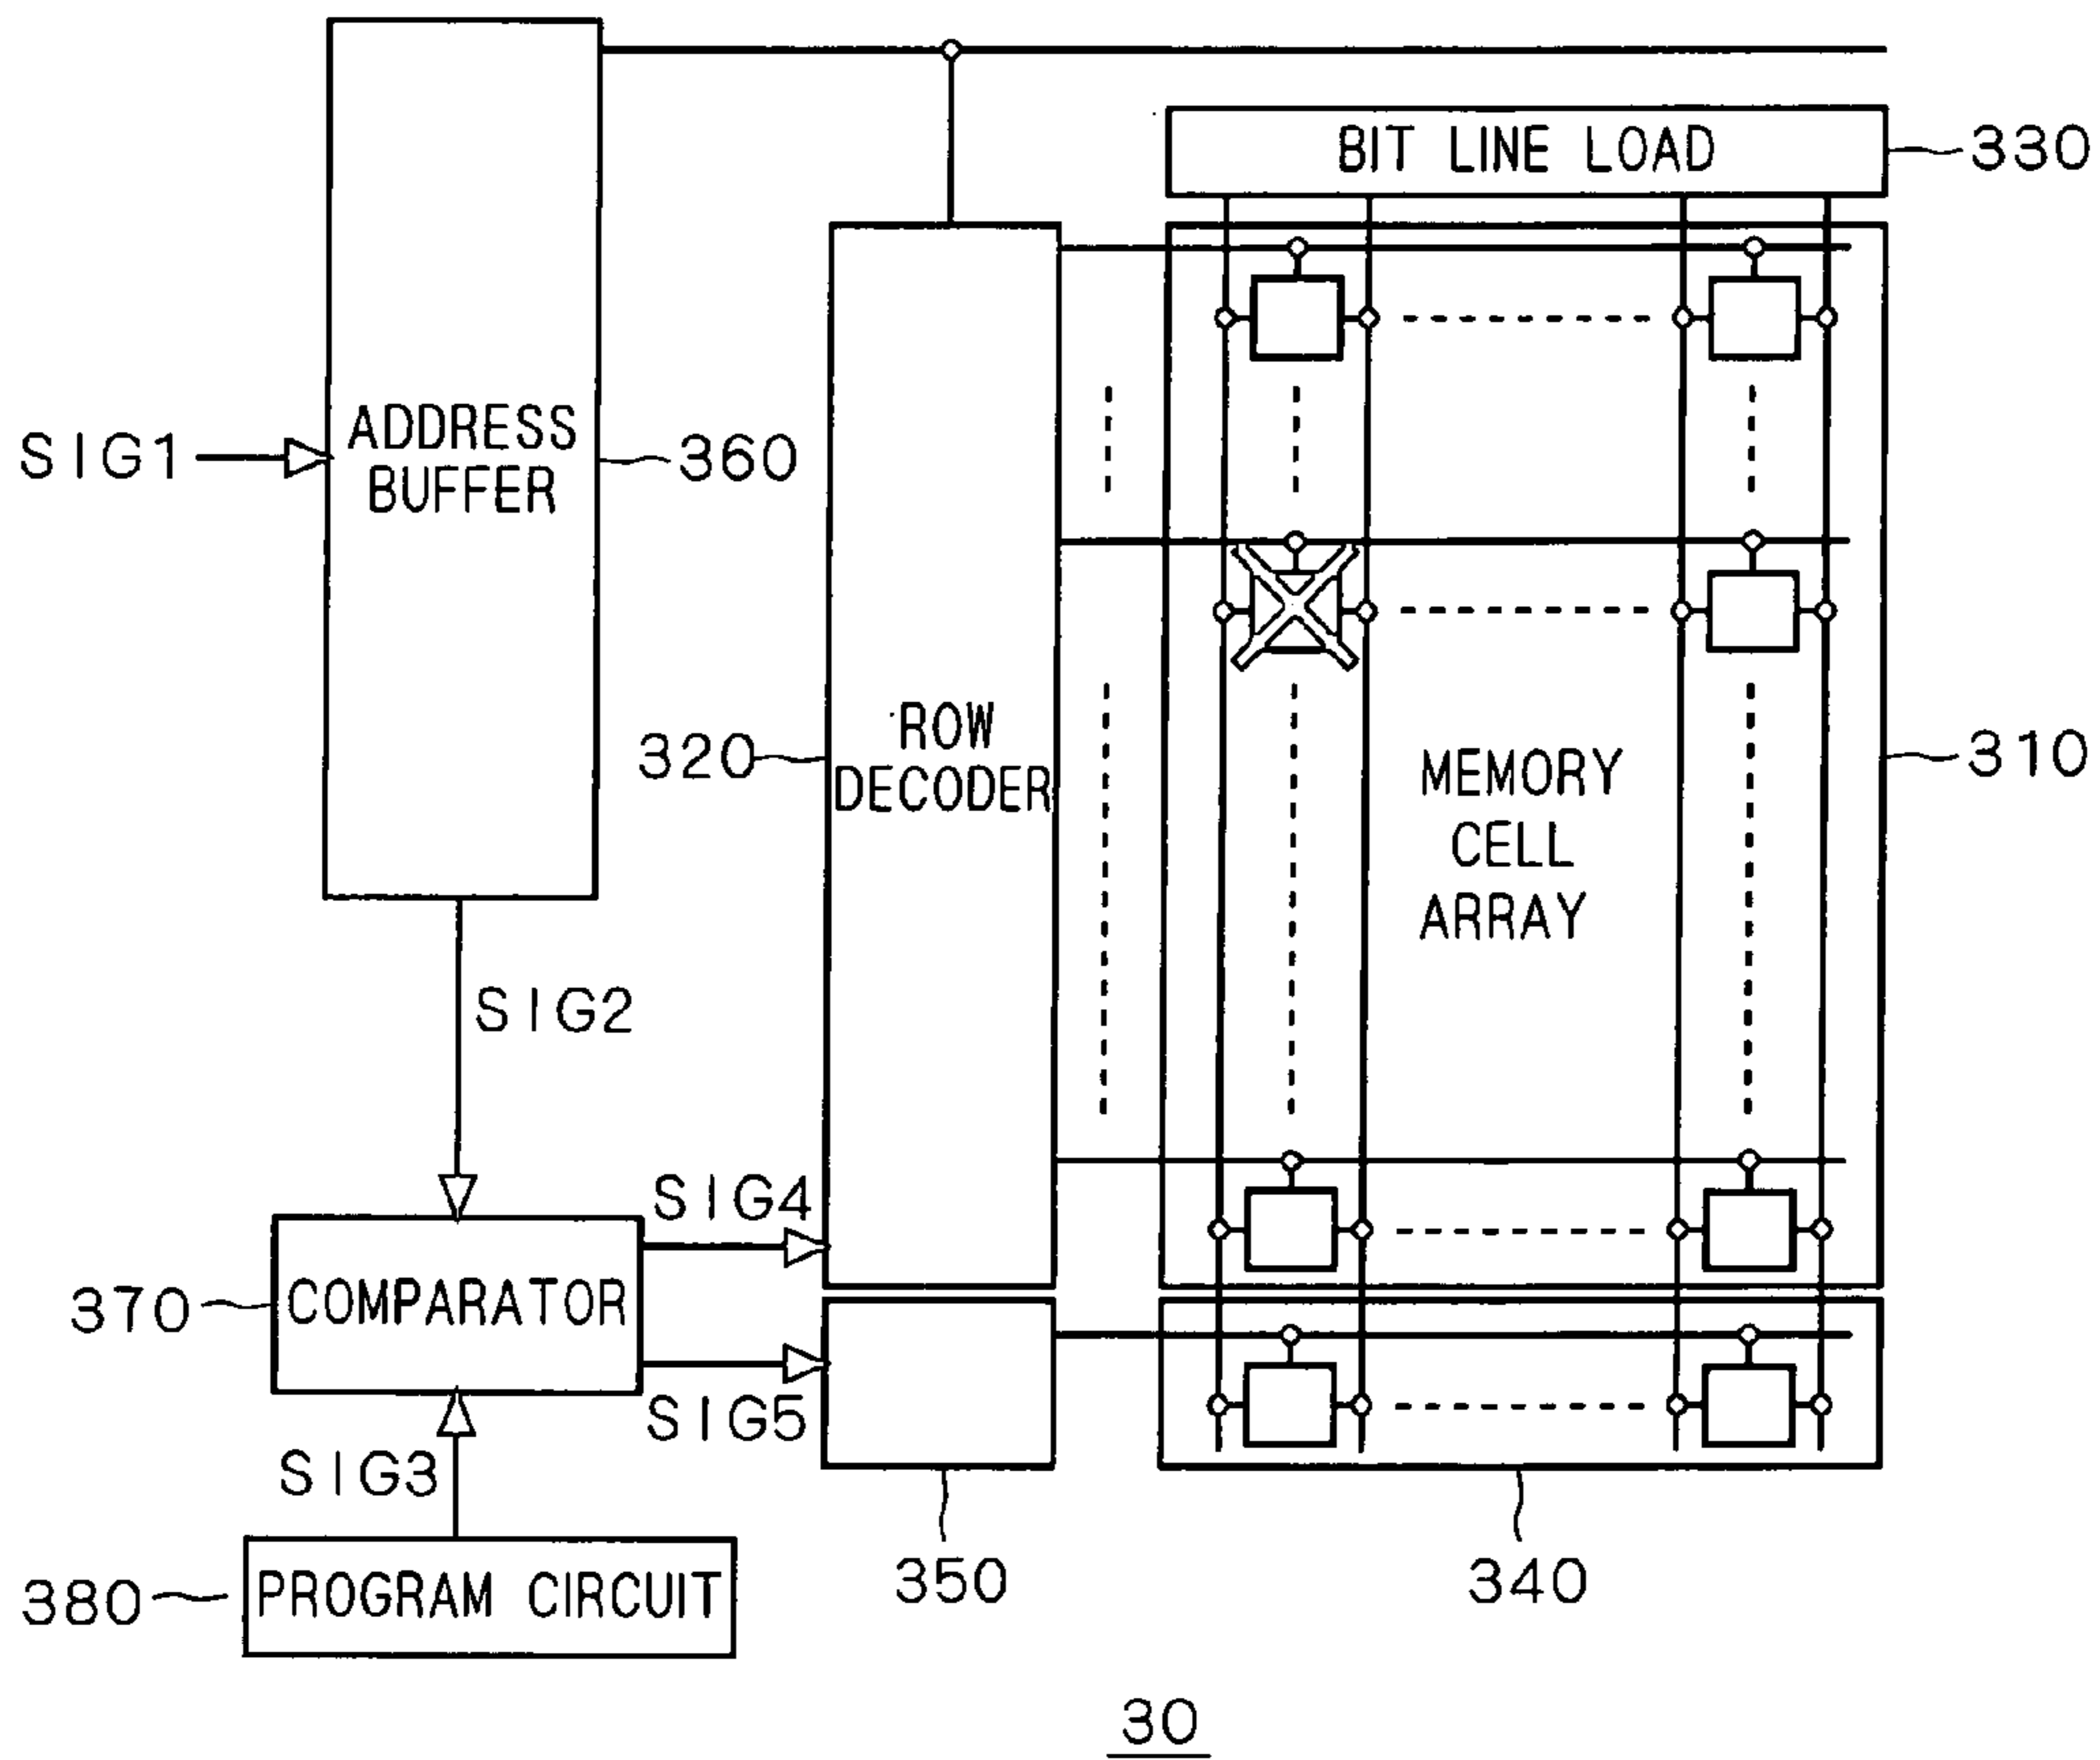 BIT LINE LOAD
330
SIG1
ADDRESS
BUFFER
360
320
ROW
DECODER
MEMORY
CELL
ARRAY
310
SIG2
SIG4
370
COMPARATOR
SIG5
SIG3
380
PROGRAM CIRCUIT
350
340
30